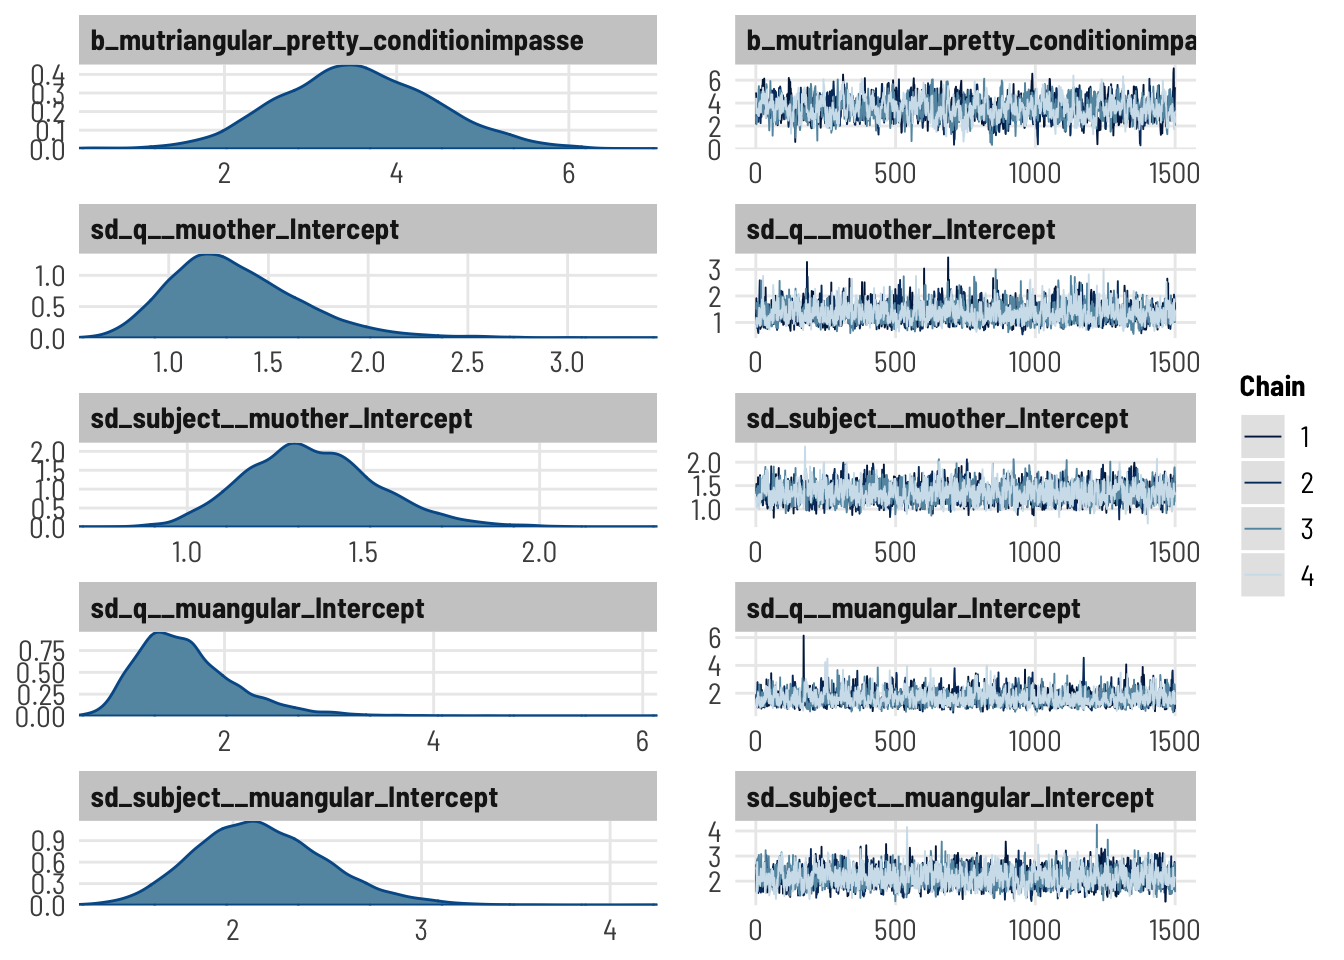 b_mutriangular_pretty_conditionimpasse
0.4
0.3
0.2
0.1
0.0
2 4 6
b_mutriangular_pretty_conditionimpa
6
4
2
0
0 500 1000 1500
sd_q__muother_Intercept
1.0
0.5
0.0
1.0 1.5 2.0 2.5 3.0
sd_q__muother_Intercept
3
2
1
0 500 1000 1500
sd_subject__muother_Intercept
2.0
1.5
1.0
0.5
0.0
1.0 1.5 2.0
sd_subject__muother_Intercept
2.0
1.5
1.0
0 500 1000 1500
sd_q__muangular_Intercept
0.75
0.50
0.25
0.00
2 4 6
sd_q__muangular_Intercept
6
4
2
0 500 1000 1500
sd_subject__muangular_Intercept
0.9
0.6
0.3
0.0
2 3 4
sd_subject__muangular_Intercept
4
3
2
0 500 1000 1500
Chain
1
2
3
4